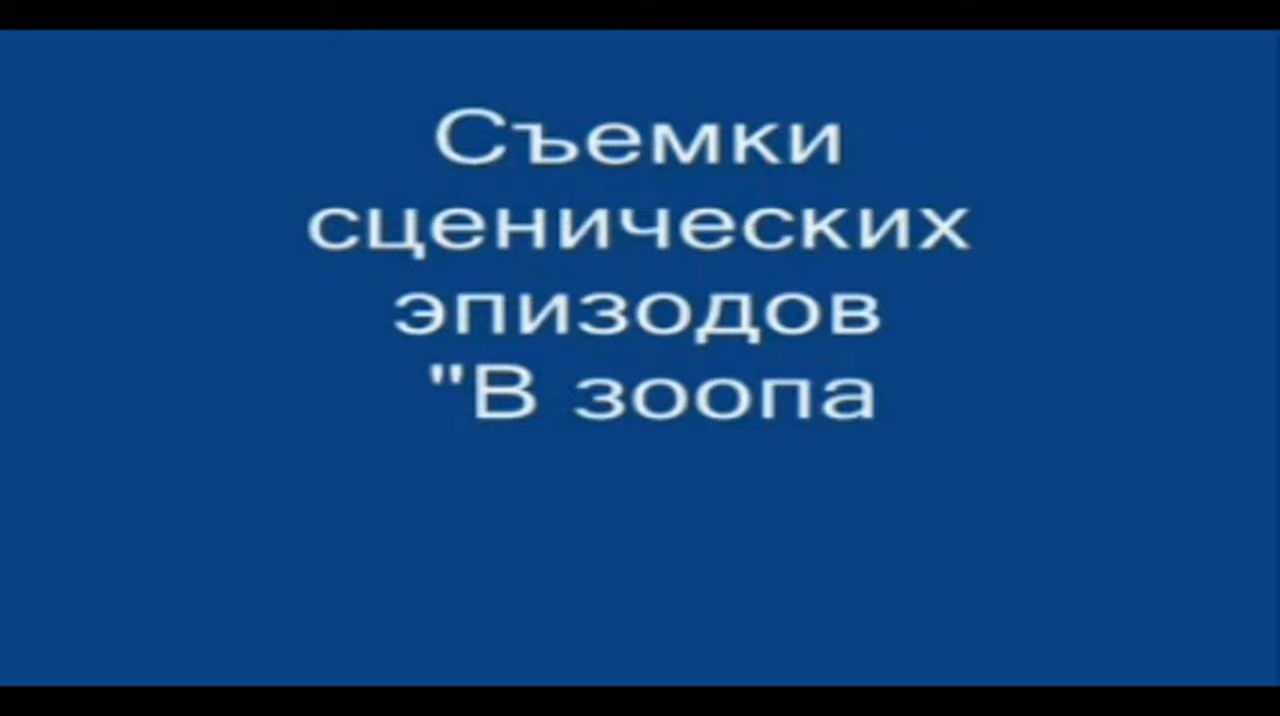 Съемки
сценических
эпизодов
"В зоопа